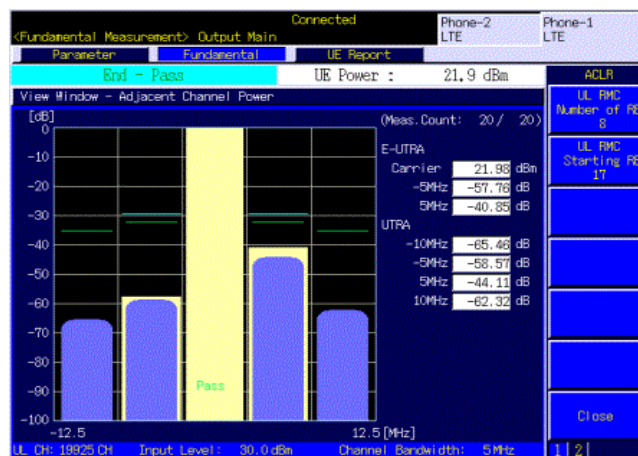 Connected
Phone-2
LTE
Phone-1
LTE
<Fundamental Measurement> Output Main
Parameter
Fundamental
UE Report
End - Pass
UE Power : 21.9 dBm
ACLR
View Window - Adjacent Channel Power
UL RMC
Number of RB
8
UL RMC
Starting RB
17
[dB]
(Meas.Count: 20 / 20)
0
-10
-20
-30
-40
-50
-60
-70
-80
-90
-100
E-UTRA
Carrier 21.98 dBm
-5MHz -57.76 dB
5MHz -40.85 dB
UTRA
-10MHz -65.46 dB
-5MHz -58.57 dB
5MHz -44.11 dB
10MHz -62.32 dB
Pass
-12.5
12.5 [MHz]
Close
UL CH: 19925 CH Input Level: 30.0 dBm Channel Bandwidth: 5 MHz
1 2